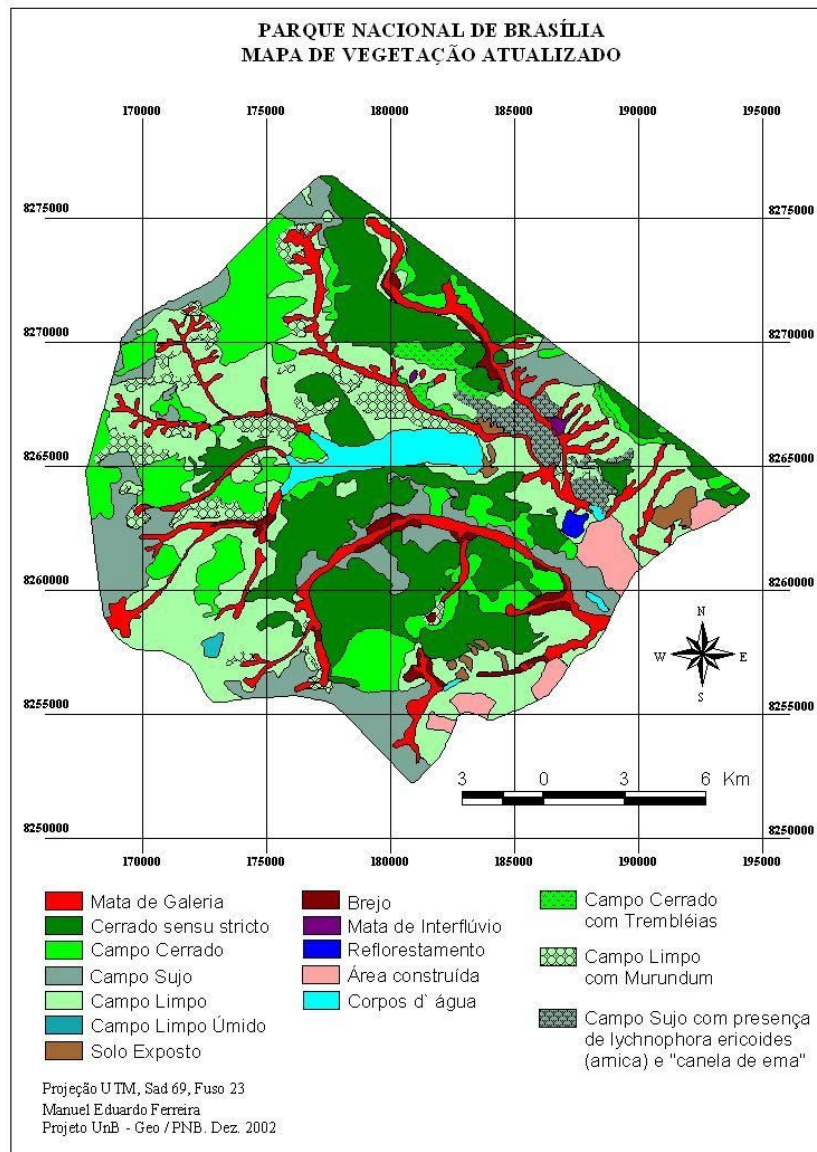 PARQUE NACIONAL DE BRASÍLIA
MAPA DE VEGETAÇÃO ATUALIZADO
170000 175000 180000 185000 190000 195000
8275000 8275000
8270000 8270000
8265000 8265000
8260000 8260000
8255000 8255000
8250000 8250000
N
W E
S
3 0 3 6 Km
170000 175000 180000 185000 190000 195000
Mata de Galeria
Cerrado sensu stricto
Campo Cerrado
Campo Sujo
Campo Limpo
Campo Limpo Úmido
Solo Exposto
Brejo
Mata de Interflúvio
Reflorestamento
Área construída
Corpos d` água
Campo Cerrado
com Trembléias
Campo Limpo
com Murundum
Campo Sujo com presença
de lychnophora ericoides
(arnica) e "canela de ema"
Projeção UTM, Sad 69, Fuso 23
Manuel Eduardo Ferreira
Projeto UnB - Geo / PNB. Dez. 2002